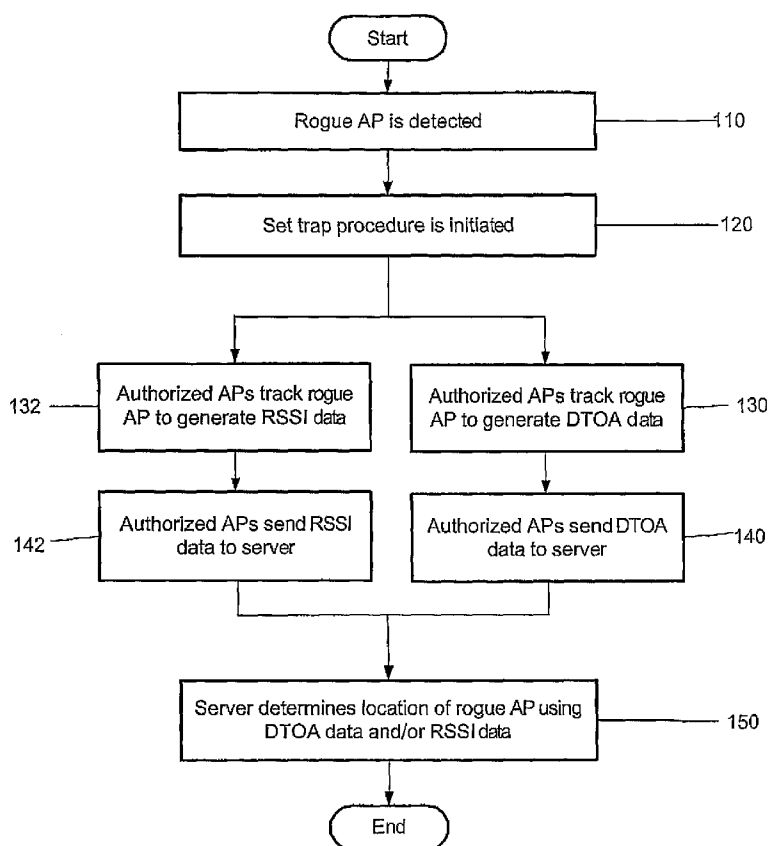 Start
Rogue AP is detected
110
Set trap procedure is initiated
120
132
Authorized APs track rogue
AP to generate RSSI data
Authorized APs track rogue
AP to generate DTOA data
130
142
Authorized APs send RSSI
data to server
Authorized APs send DTOA
data to server
140
Server determines location of rogue AP using
DTOA data and/or RSSI data
150
End